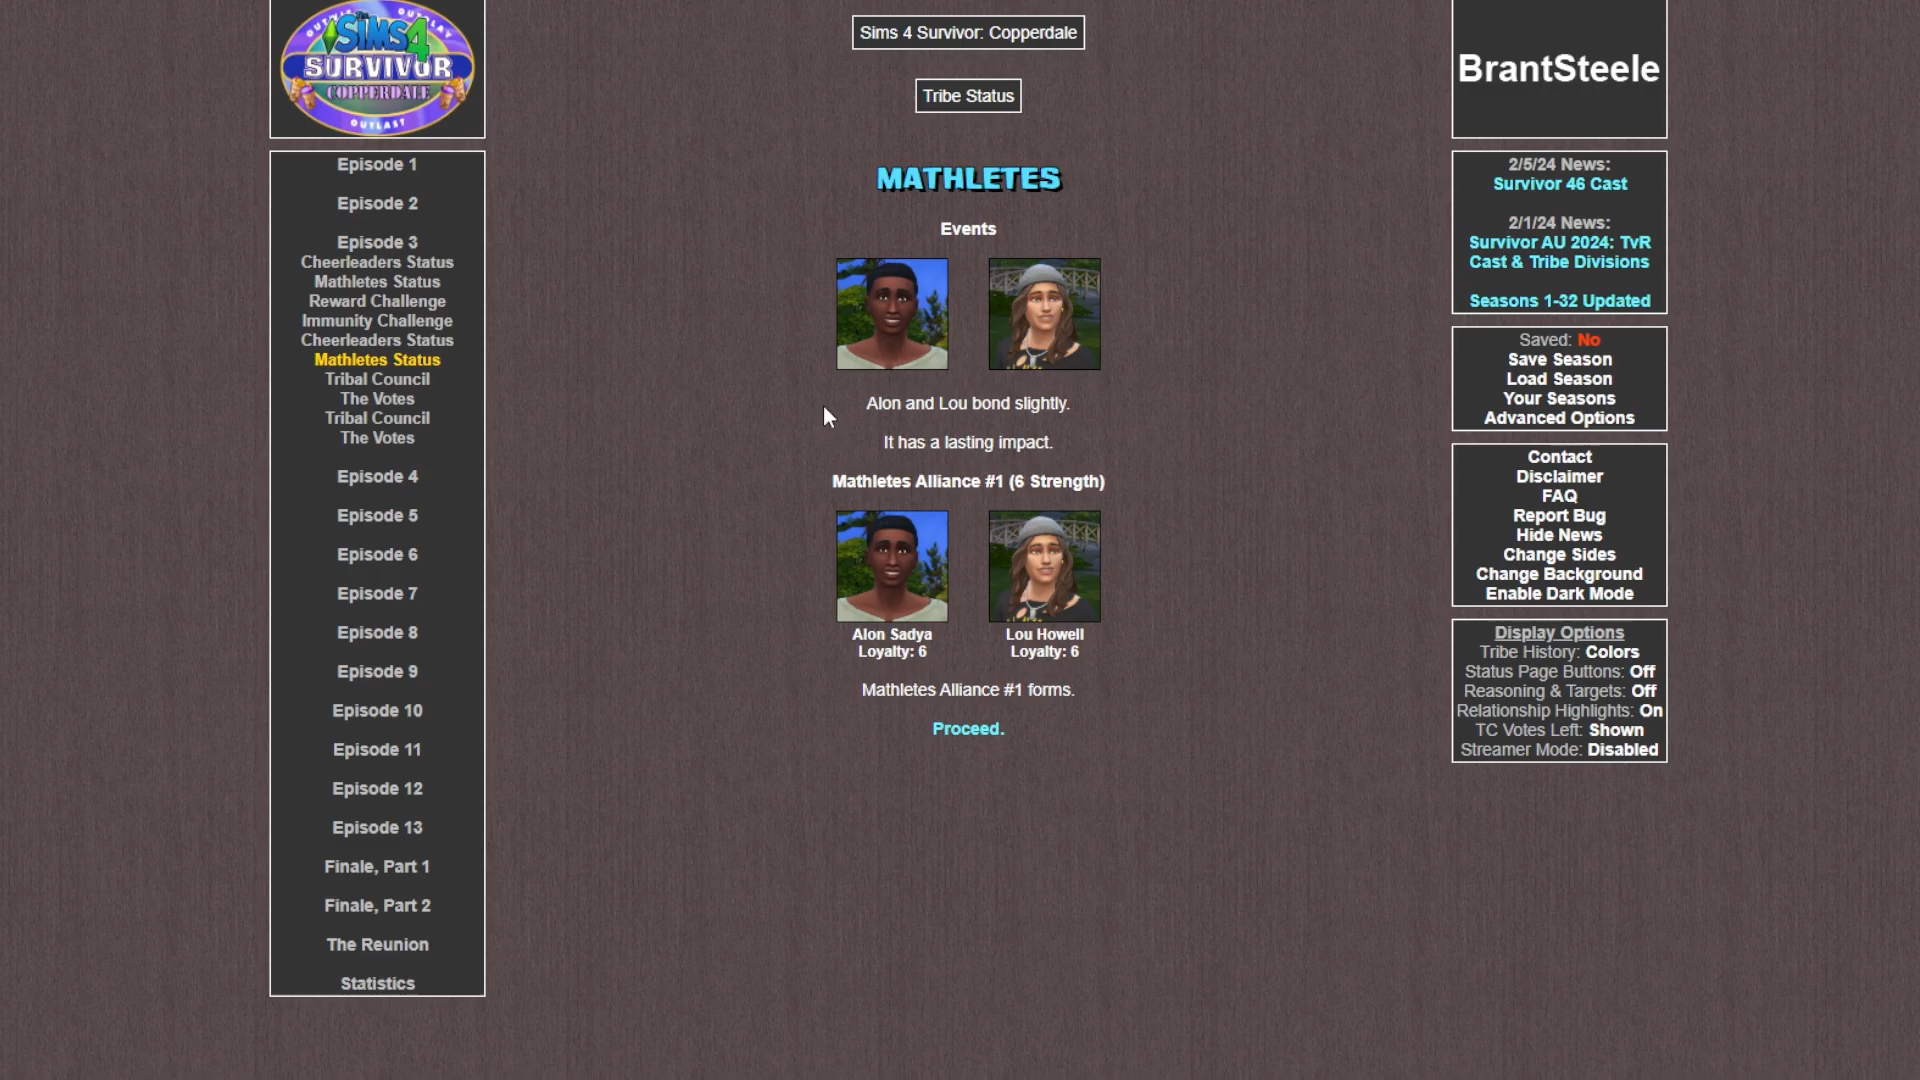 OUTWIT OUTPLAY
The
SiMS 4
SURVIVOR
COPPERDALE
OUTLAST
Episode 1
Episode 2
Episode 3
Cheerleaders Status
Mathletes Status
Reward Challenge
Immunity Challenge
Cheerleaders Status
Mathletes Status
Tribal Council
The Votes
Tribal Council
The Votes
Episode 4
Episode 5
Episode 6
Episode 7
Episode 8
Episode 9
Episode 10
Episode 11
Episode 12
Episode 13
Finale, Part 1
Finale, Part 2
The Reunion
Statistics
Sims 4 Survivor: Copperdale
Tribe Status
MATHLETES
Events
Alon and Lou bond slightly.
It has a lasting impact.
Mathletes Alliance #1 (6 Strength)
Alon Sadya
Loyalty: 6
Lou Howell
Loyalty: 6
Mathletes Alliance #1 forms.
Proceed.
BrantSteele
2/5/24 News:
Survivor 46 Cast
2/1/24 News:
Survivor AU 2024: TvR
Cast & Tribe Divisions
Seasons 1-32 Updated
Saved: No
Save Season
Load Season
Your Seasons
Advanced Options
Contact
Disclaimer
FAQ
Report Bug
Hide News
Change Sides
Change Background
Enable Dark Mode
Display Options
Tribe History: Colors
Status Page Buttons: Off
Reasoning & Targets: Off
Relationship Highlights: On
TC Votes Left: Shown
Streamer Mode: Disabled